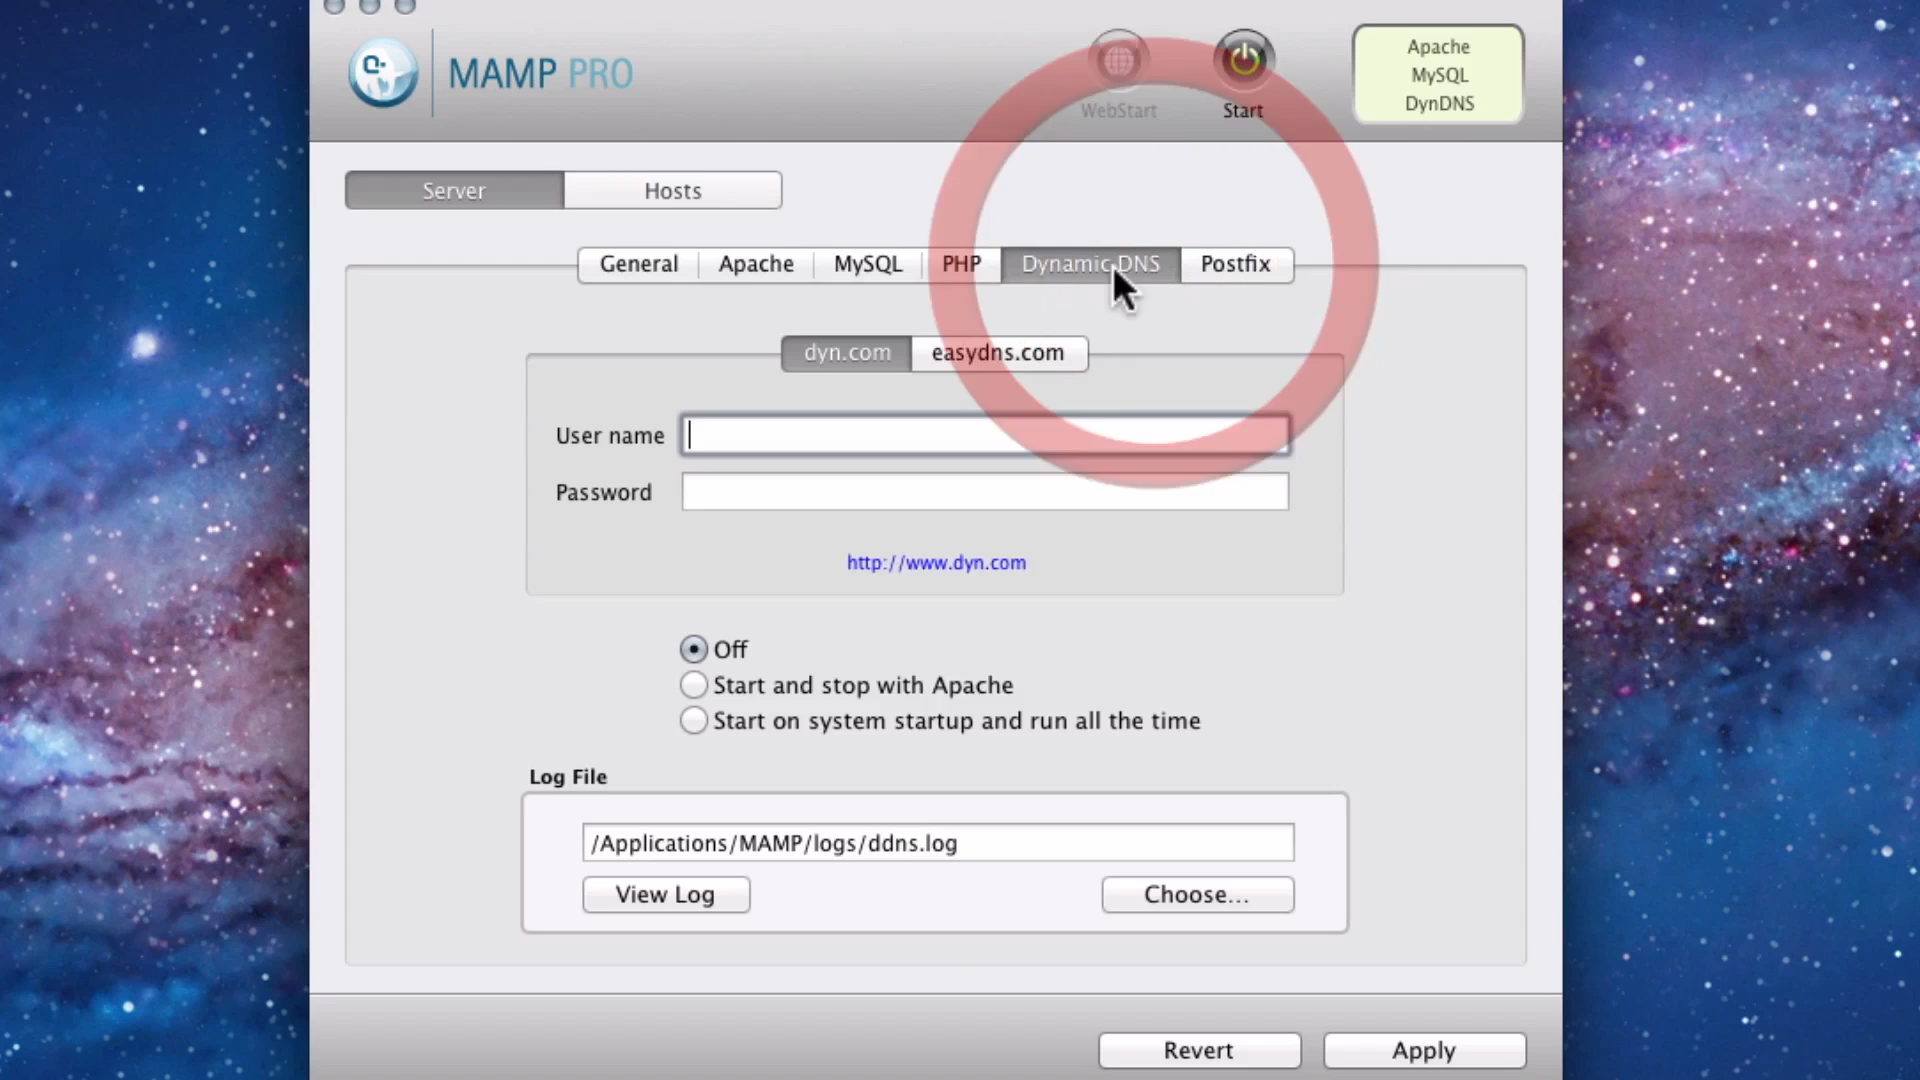 MAMP PRO
WebStart
Start
Apache
MySQL
DynDNS
Server
Hosts
General
Apache
MySQL
PHP
Dynamic DNS
Postfix
dyn.com
easydns.com
User name
Password
http://www.dyn.com
Off
Start and stop with Apache
Start on system startup and run all the time
Log File
/Applications/MAMP/logs/ddns.log
View Log
Choose...
Revert
Apply